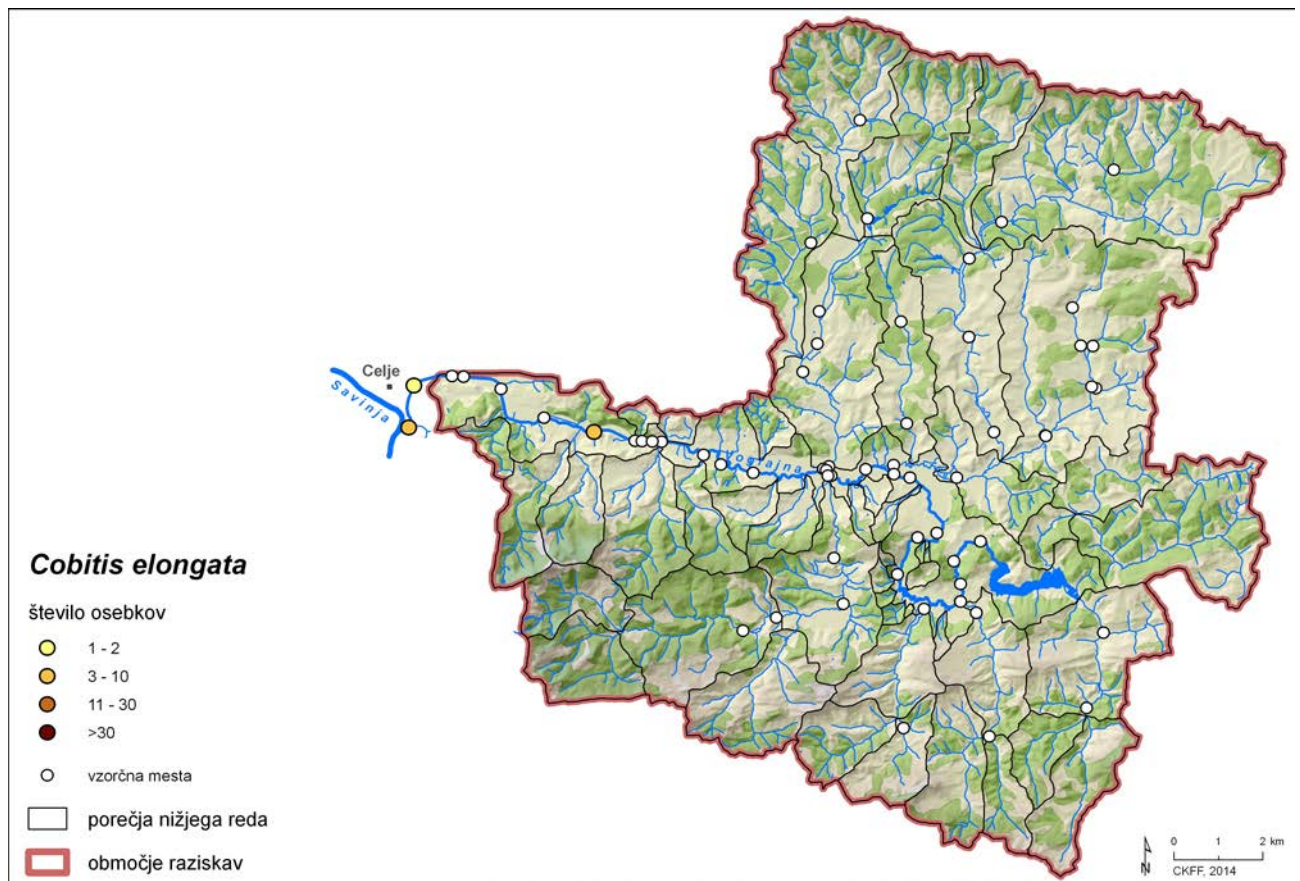 Celje
Savinja
Voglajna
Cobitis elongata
število osebkov
1 - 2
3 - 10
11 - 30
>30
vzorčna mesta
porečja nižjega reda
območje raziskav
N
0 1 2 km
CKFF, 2014